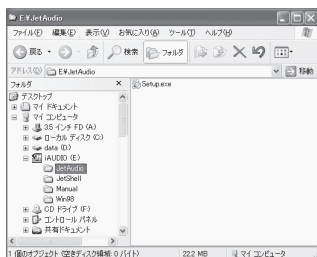 E:¥JetAudio
ファイル(F) 編集(E) 表示(V) お気に入り(A) ツール(T) ヘルプ(H)
戻る 検索 フォルダ
アドレス(D) E:¥JetAudio 移動
フォルダ Setup.exe
デスクトップ
マイ ドキュメント
マイ コンピュータ
3.5 インチ FD (A:)
ローカル ディスク (C:)
data (D:)
iAUDIO (E:)
JetAudio
JetShell
Manual
Win98
CD ドライブ (F:)
コントロール パネル
共有ドキュメント
1 個のオブジェクト (空きディスク領域: 0 バイト) 22.2 MB マイ コンピュータ